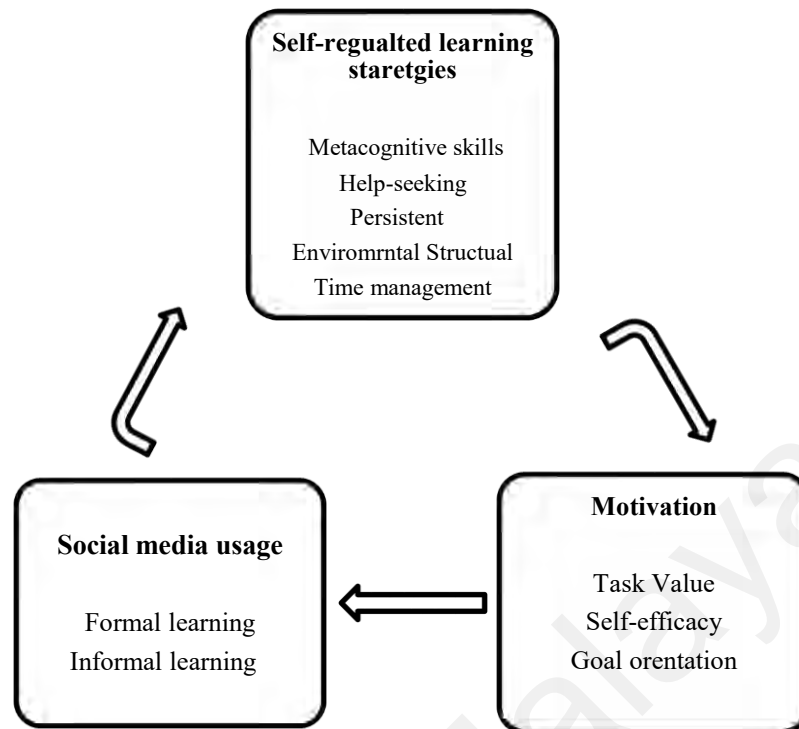 Self-regualted learning
staretgies
Metacognitive skills
Help-seeking
Persistent
Enviromrntal Structual
Time management
Social media usage
Formal learning
Informal learning
Motivation
Task Value
Self-efficacy
Goal orentation
alaya